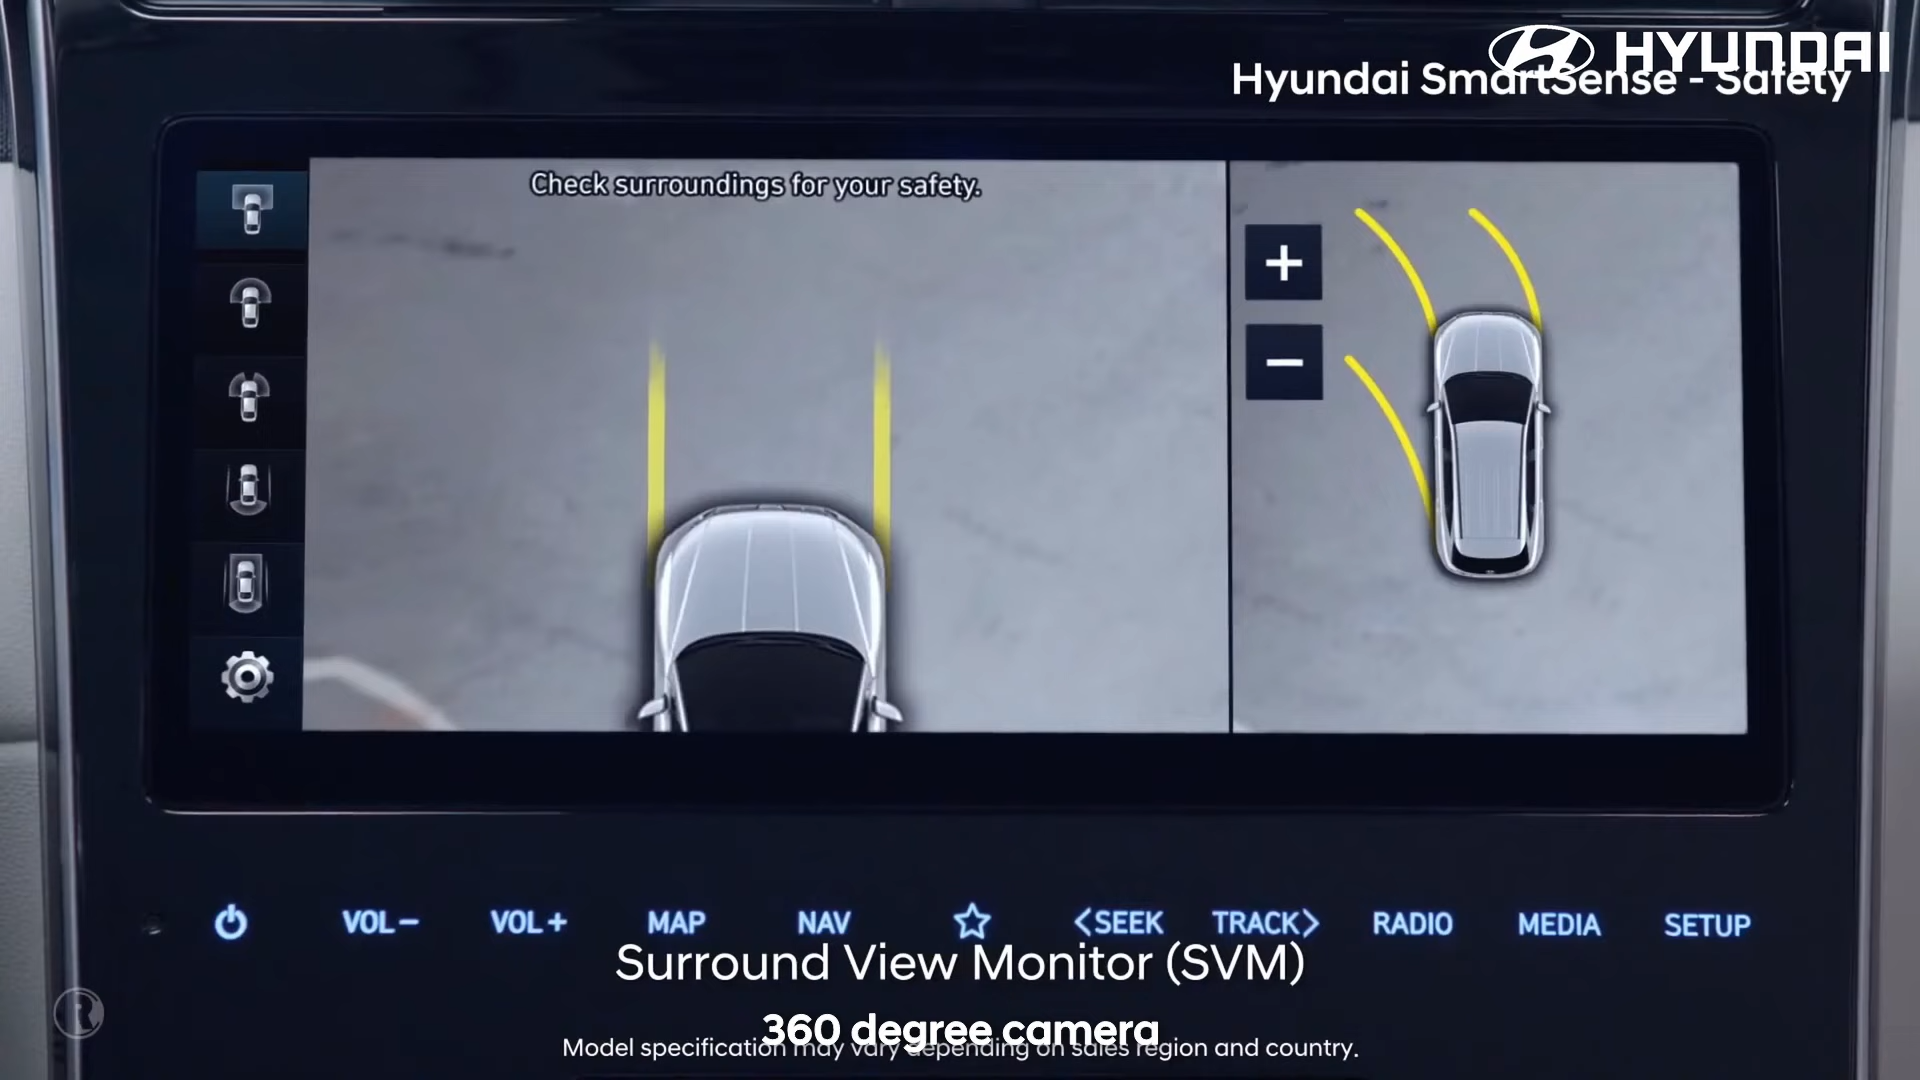 HYUNDAI
Hyundai SmartSense - Safety
Check surroundings for your safety.
+
−
VOL− VOL+ MAP NAV <SEEK TRACK> RADIO MEDIA SETUP
Surround View Monitor (SVM)
360 degree camera
Model specification may vary depending on sales region and country.
R